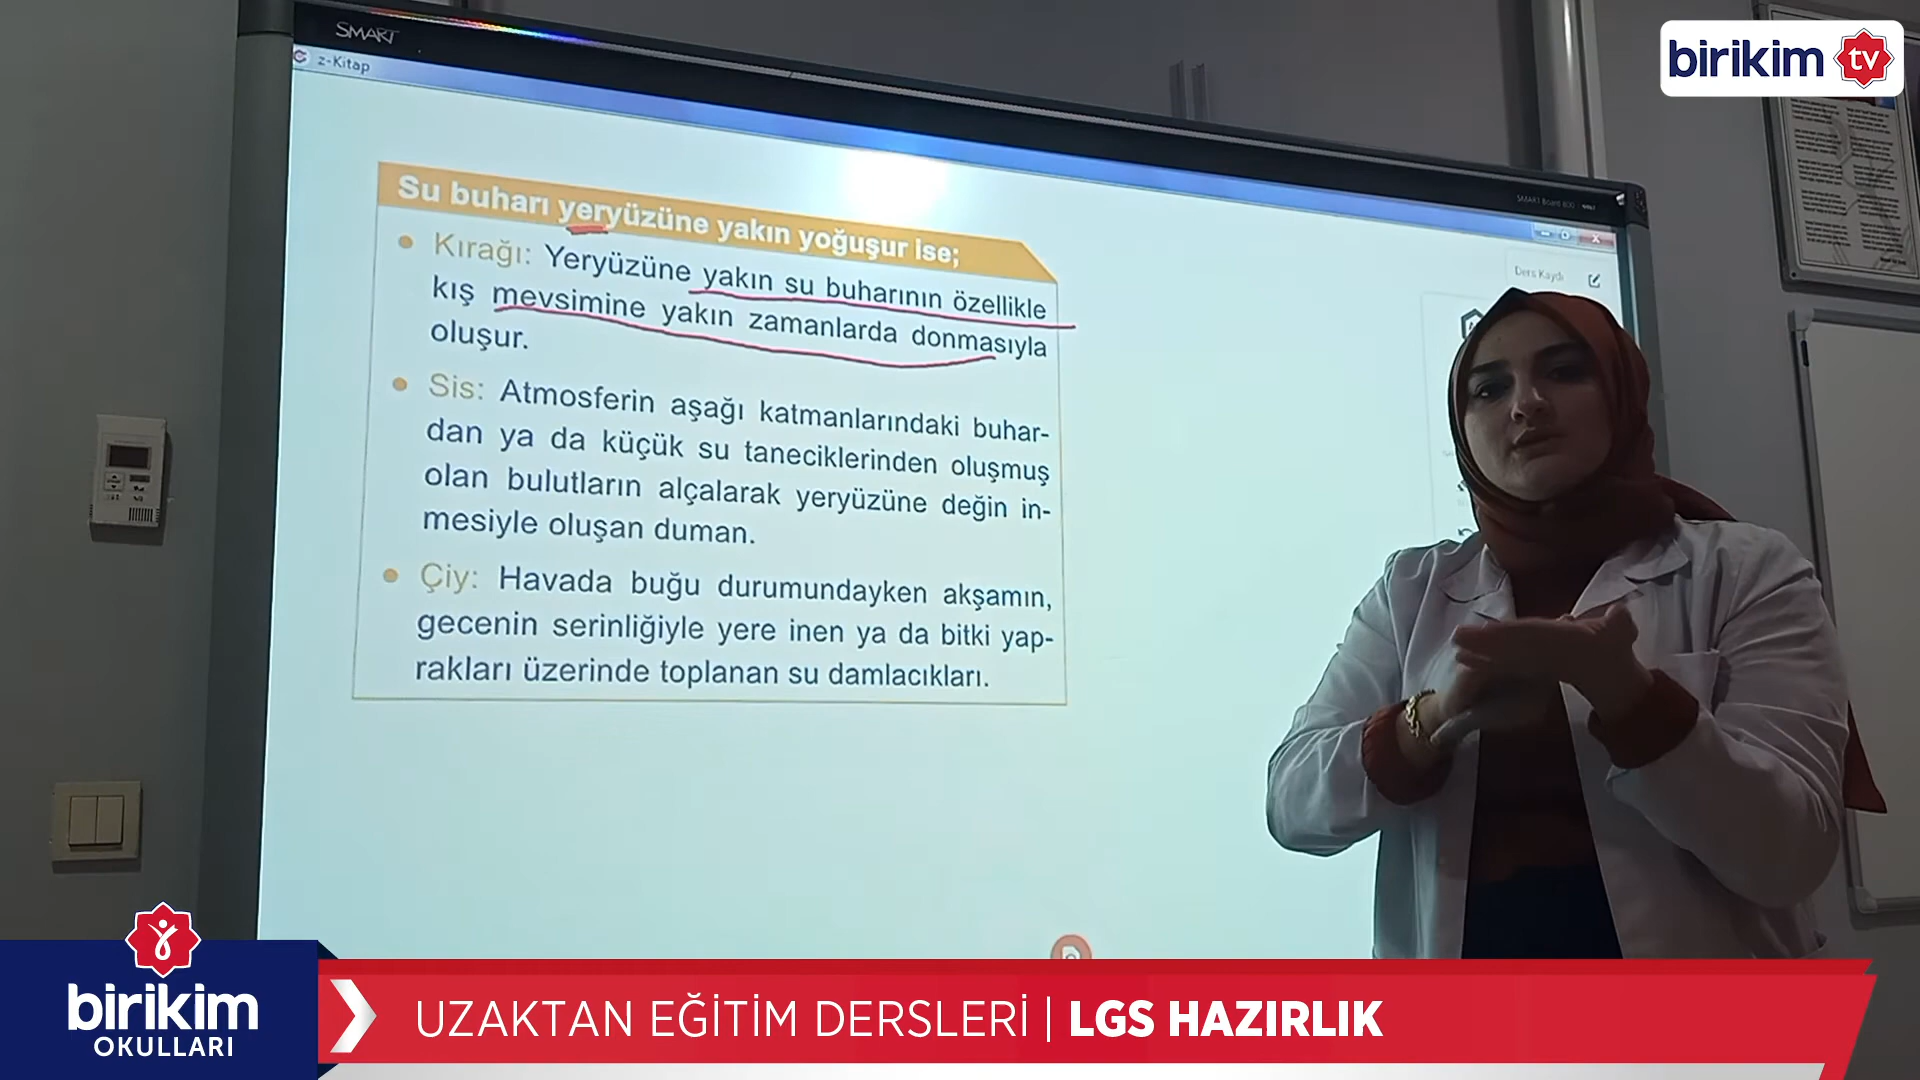 SMART
z-Kitap
birikim tv
Su buharı yeryüzüne yakın yoğuşur ise;
• Kırağı: Yeryüzüne yakın su buharının özellikle
kış mevsimine yakın zamanlarda donmasıyla
oluşur.
• Sis: Atmosferin aşağı katmanlarındaki buhar-
dan ya da küçük su taneciklerinden oluşmuş
olan bulutların alçalarak yeryüzüne değin in-
mesiyle oluşan duman.
• Çiy: Havada buğu durumundayken akşamın,
gecenin serinliğiyle yere inen ya da bitki yap-
rakları üzerinde toplanan su damlacıkları.
Ders Kaydı
birikim
OKULLARI
UZAKTAN EĞİTİM DERSLERİ | LGS HAZIRLIK